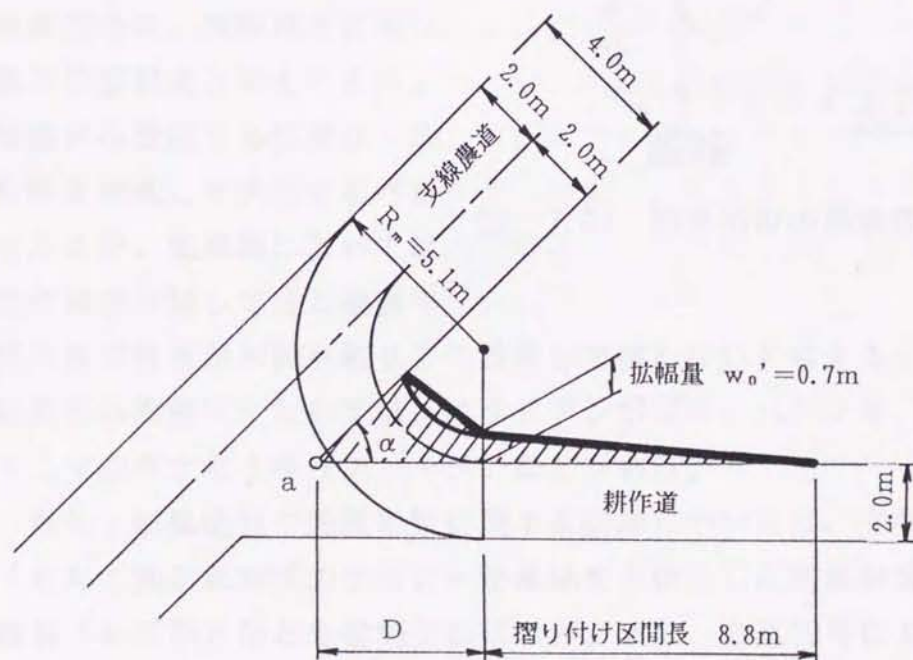 4.0m
2.0m
2.0m
支線農道
Rm=5.1m
拡幅量 w₀'=0.7m
α
a
耕作道
2.0m
D
摺り付け区間長 8.8m